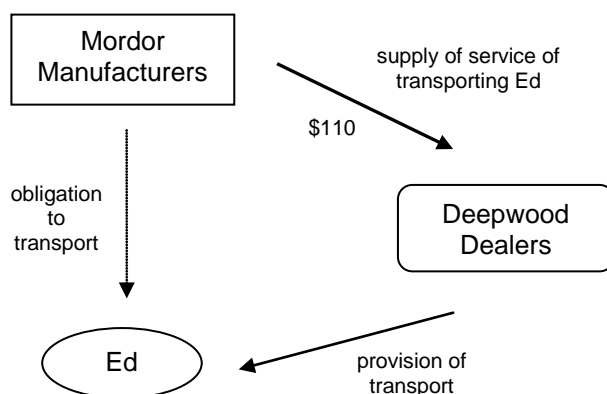 Mordor
Manufacturers
supply of service of
transporting Ed
$110
obligation
to
transport
Deepwood
Dealers
Ed
provision of
transport